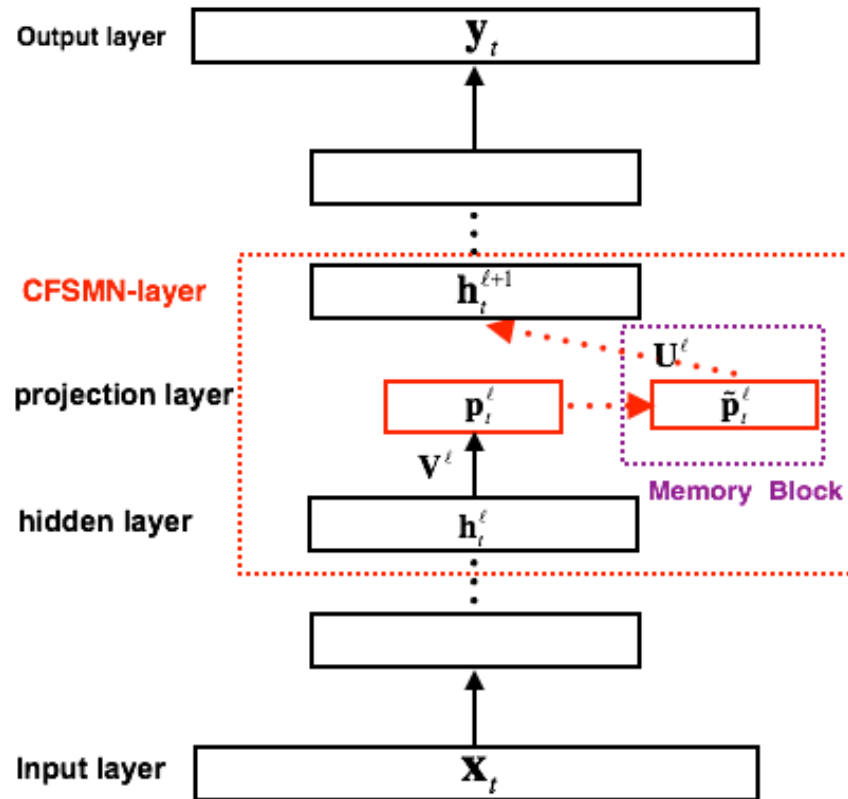 Output layer
y_t
CFSMN-layer
h_t^{ℓ+1}
U^ℓ
projection layer
p_t^ℓ
p̃_t^ℓ
V^ℓ
Memory Block
hidden layer
h_t^ℓ
Input layer
x_t